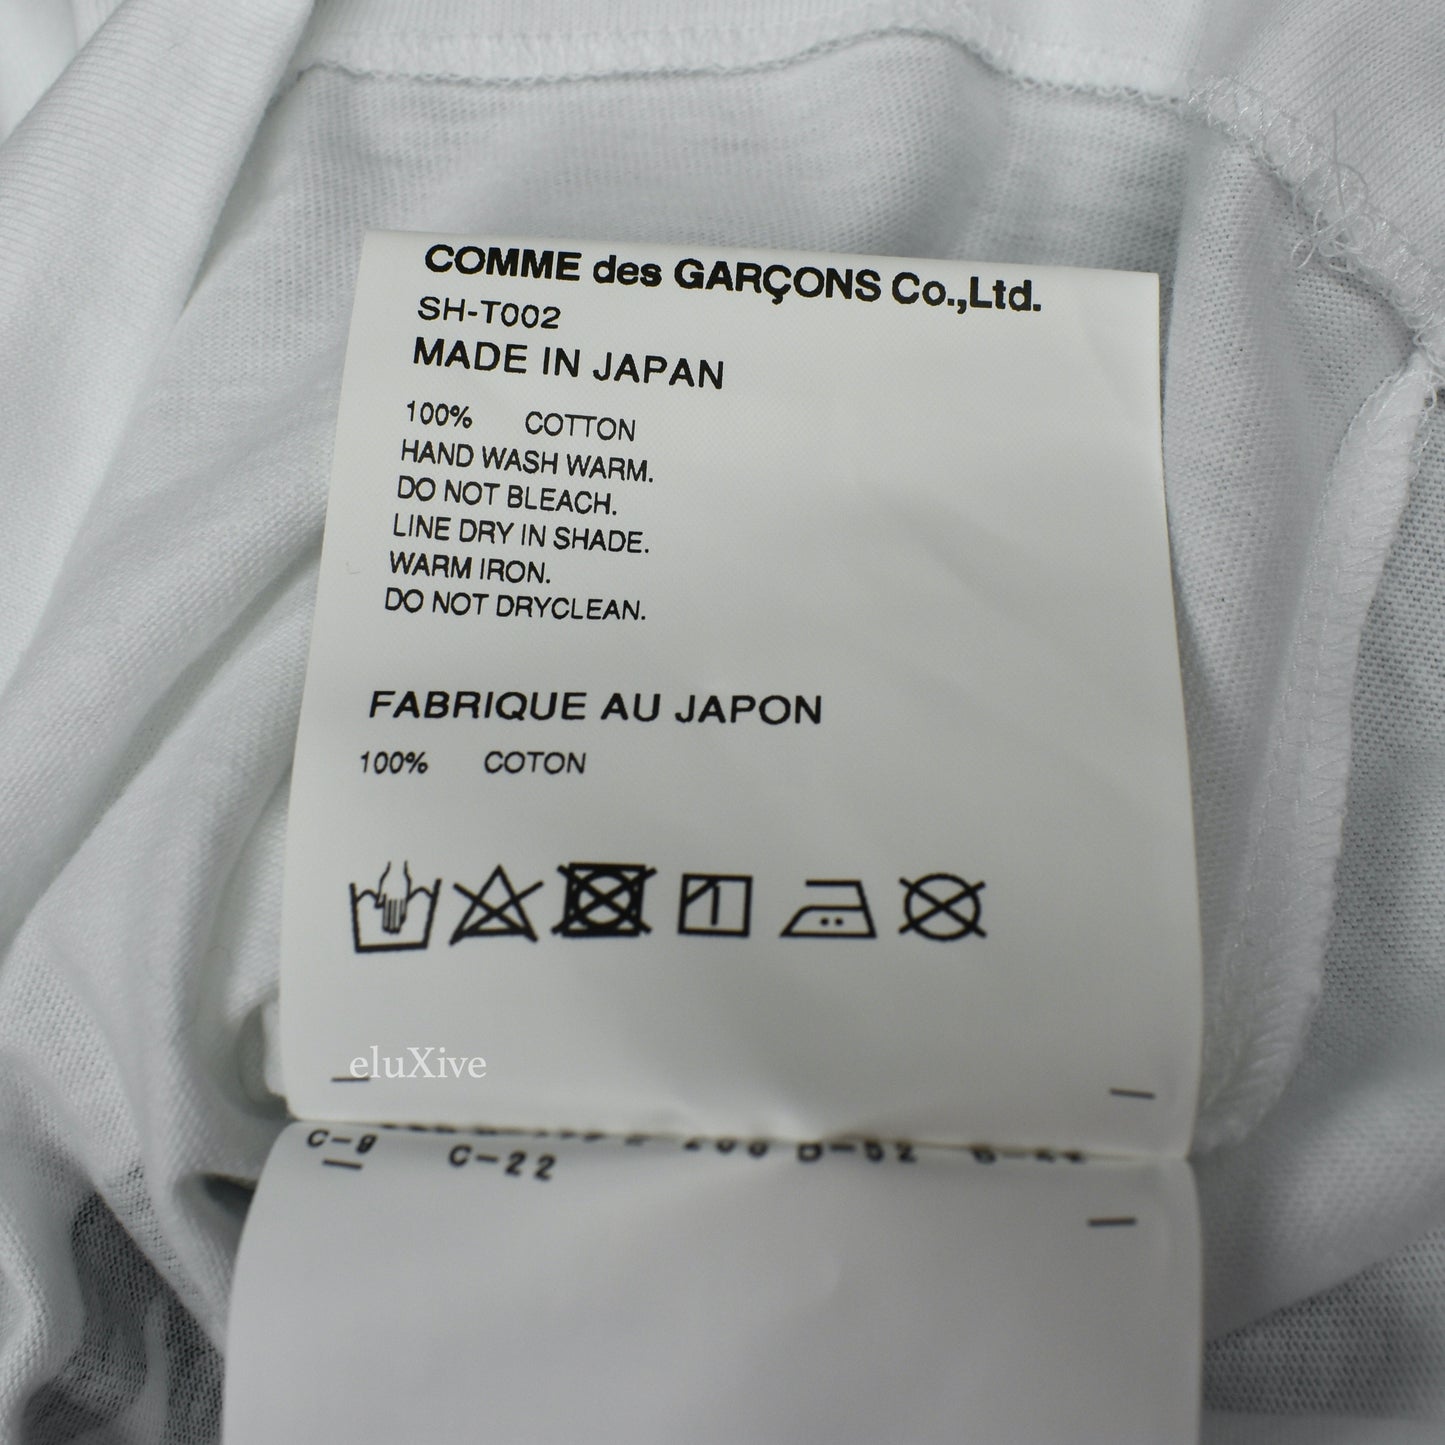 COMME des GARÇONS Co.,Ltd.
SH-T002
MADE IN JAPAN
100% COTTON
HAND WASH WARM.
DO NOT BLEACH.
LINE DRY IN SHADE.
WARM IRON.
DO NOT DRYCLEAN.
FABRIQUE AU JAPON
100% COTON
eluXive
C-9 C-22